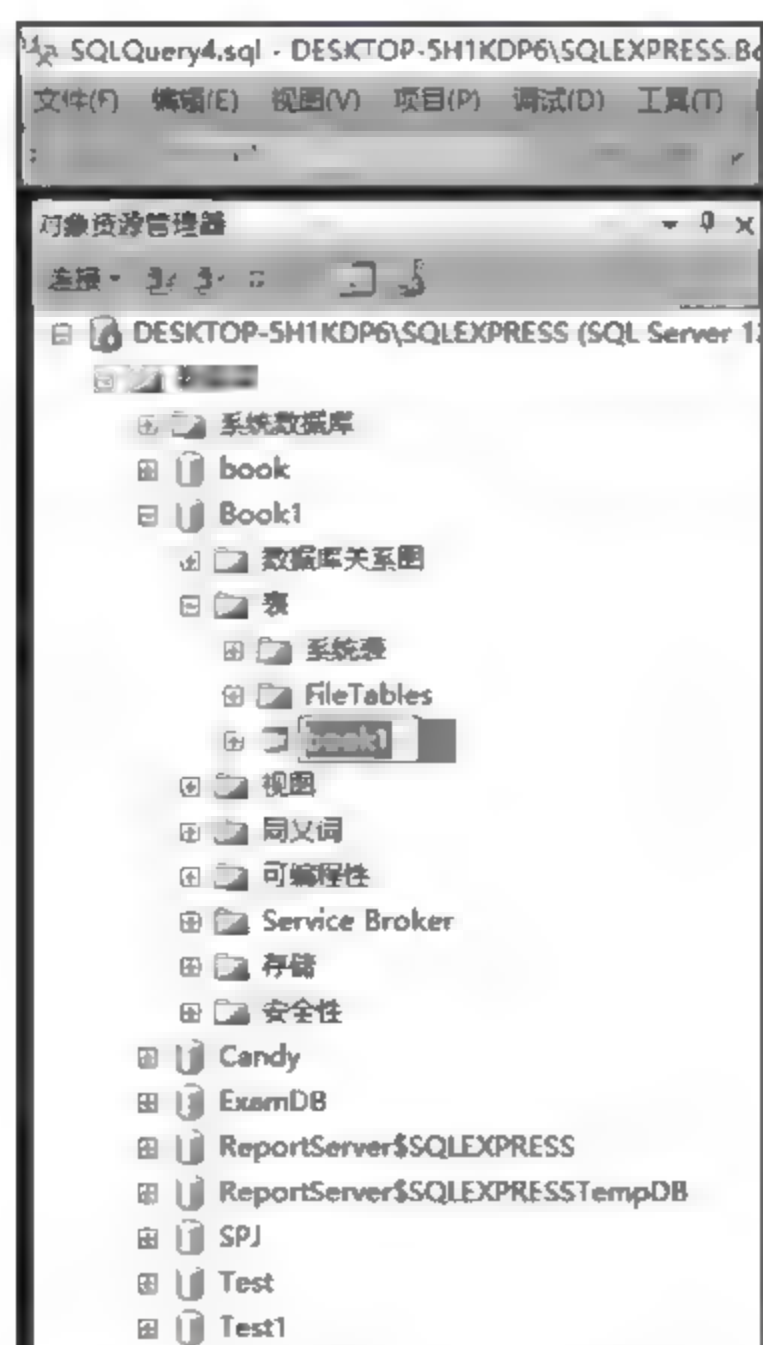 SQLQuery4.sql - DESKTOP-5H1KDP6\SQLEXPRESS.Bo
文件(F) 编辑(E) 视图(V) 项目(P) 调试(D) 工具(T)
对象资源管理器
连接
DESKTOP-5H1KDP6\SQLEXPRESS (SQL Server 12
系统数据库
book
Book1
数据库关系图
表
系统表
FileTables
book1
视图
同义词
可编程性
Service Broker
存储
安全性
Candy
ExamDB
ReportServer$SQLEXPRESS
ReportServer$SQLEXPRESSTempDB
SPJ
Test
Test1